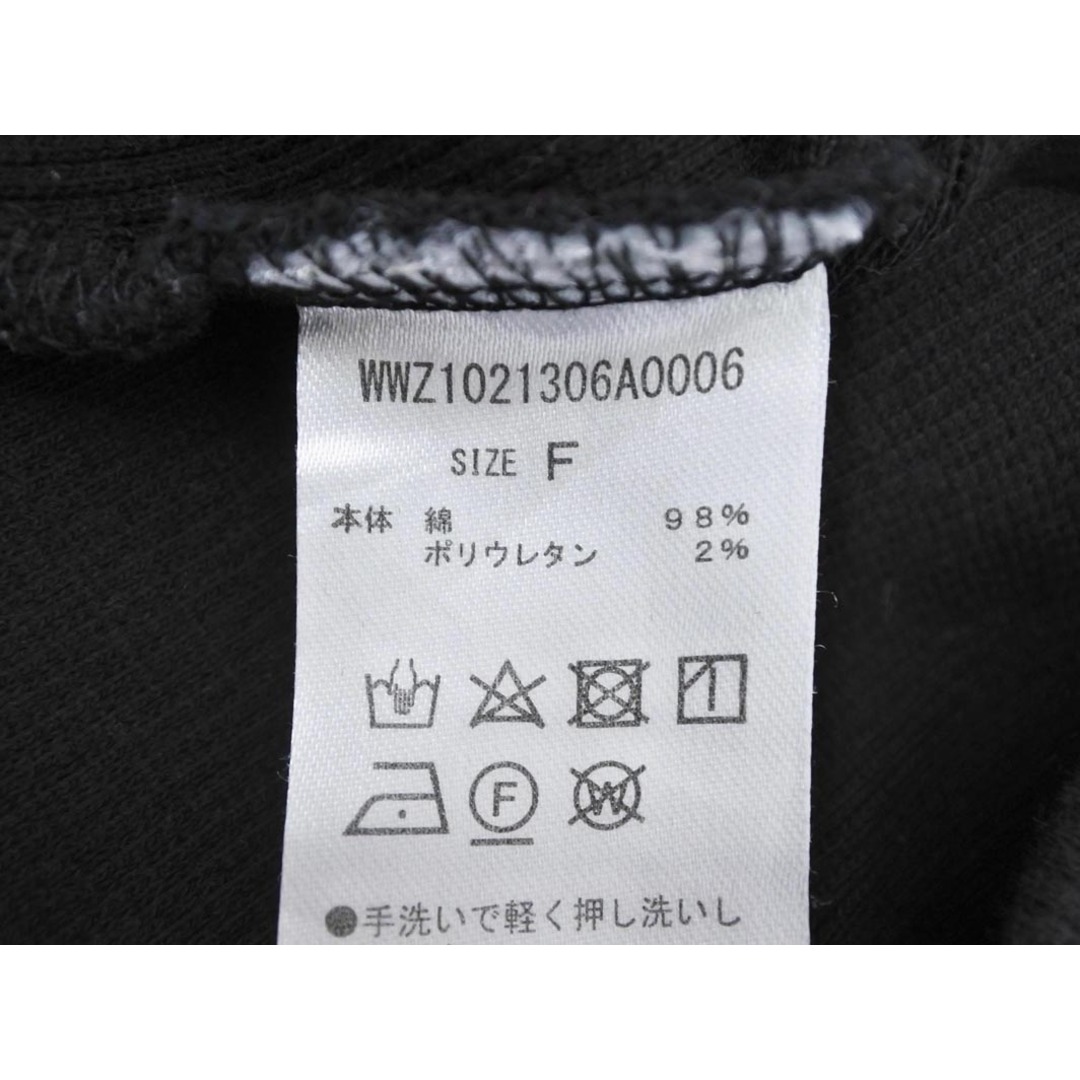 WWZ1021306A0006
SIZE F
本体 綿 98%
ポリウレタン 2%
F
W
●手洗いで軽く押し洗いし